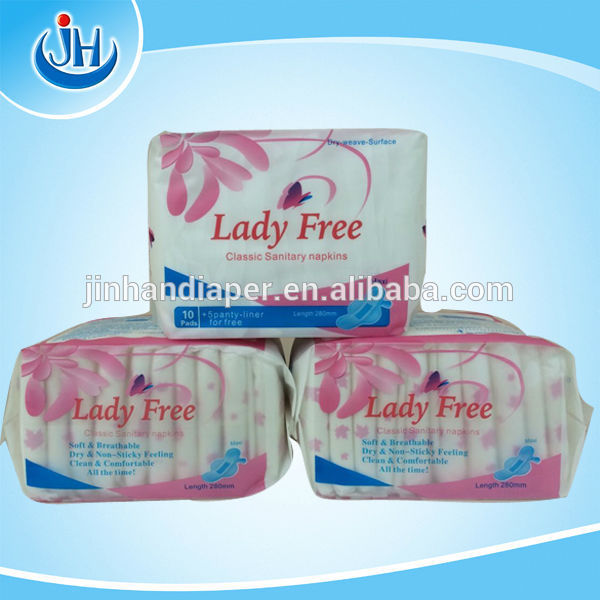 JH
Dry-weave-Surface
Lady Free
Classic Sanitary napkins
jinhandiaper.en.alibaba.com
10
Pads
+5panty-liner
for free
Length 280mm
Lady Free
Classic Sanitary napkins
Soft & Breathable
Dry & Non-Sticky Feeling
Clean & Comfortable
All the time!
Maxi
Length 280mm
Lady Free
Classic Sanitary napkins
Soft & Breathable
Dry & Non-Sticky Feeling
Clean & Comfortable
All the time!
Maxi
Length 280mm